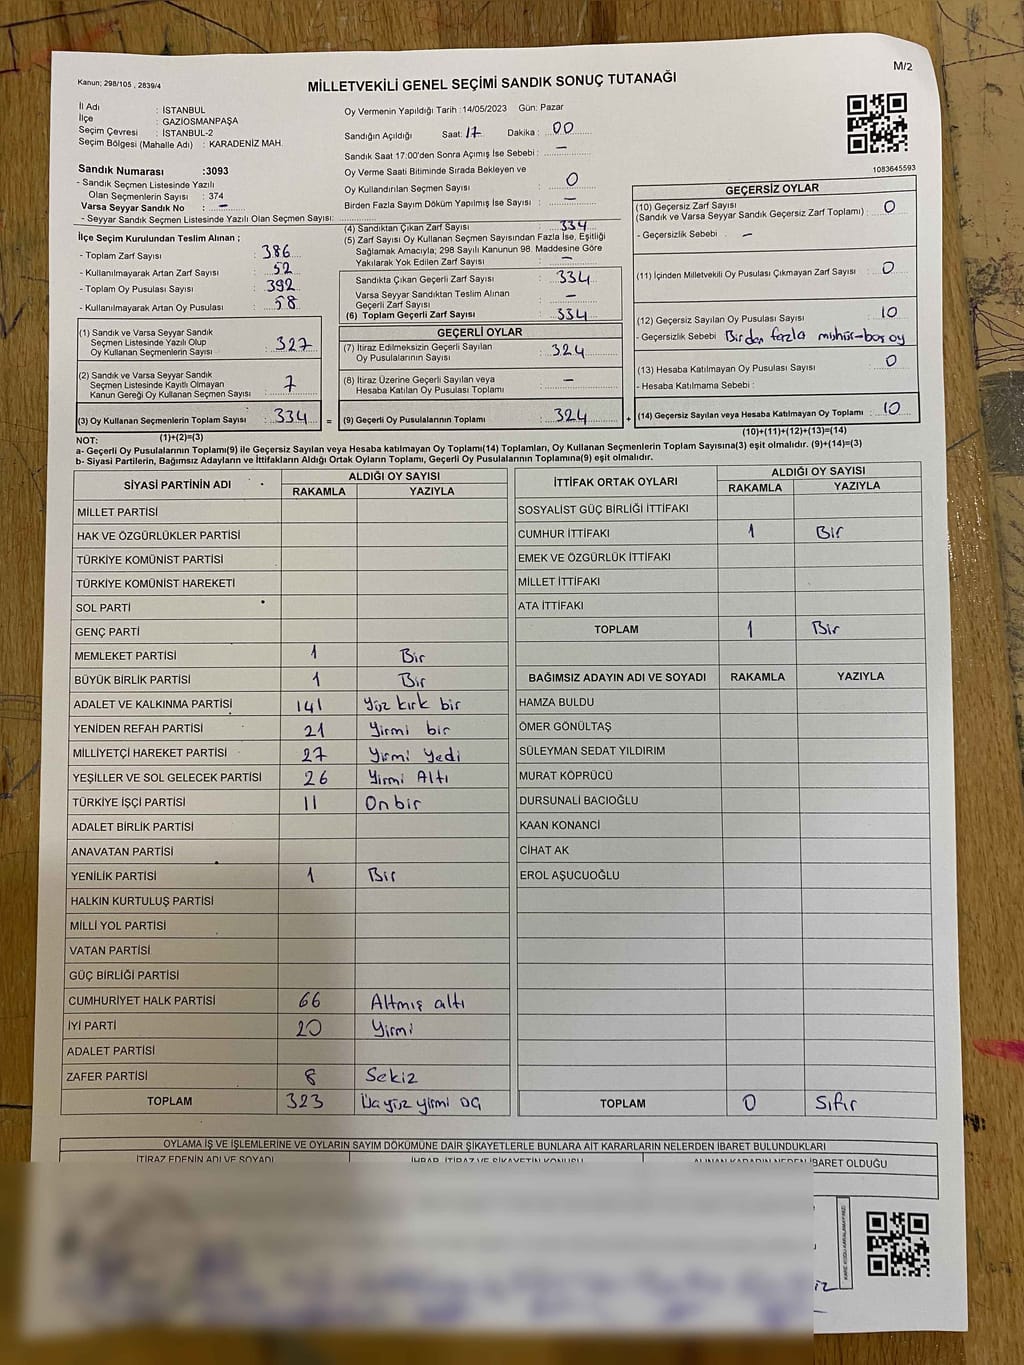 Kanun; 298/105 , 2839/4
MİLLETVEKİLİ GENEL SEÇİMİ SANDIK SONUÇ TUTANAĞI
M/2
İl Adı : İSTANBUL
İlçe : GAZİOSMANPAŞA
Seçim Çevresi : İSTANBUL-2
Seçim Bölgesi (Mahalle Adı) : KARADENİZ MAH.
Sandık Numarası :3093
- Sandık Seçmen Listesinde Yazılı
Olan Seçmenlerin Sayısı : 374
Varsa Seyyar Sandık No : –
- Seyyar Sandık Seçmen Listesinde Yazılı Olan Seçmen Sayısı:
Oy Vermenin Yapıldığı Tarih :14/05/2023 Gün: Pazar
Sandığın Açıldığı Saat: 17 Dakika : 00
Sandık Saat 17:00'den Sonra Açımış İse Sebebi : –
Oy Verme Saati Bitiminde Sırada Bekleyen ve
Oy Kullandırılan Seçmen Sayısı : 0
Birden Fazla Sayım Döküm Yapılmış İse Sayısı : –
1083645593
İlçe Seçim Kurulundan Teslim Alınan ;
- Toplam Zarf Sayısı : 386
- Kullanılmayarak Artan Zarf Sayısı : 52
- Toplam Oy Pusulası Sayısı : 392
- Kullanılmayarak Artan Oy Pusulası : 58
(4) Sandıktan Çıkan Zarf Sayısı : 334
(5) Zarf Sayısı Oy Kullanan Seçmen Sayısından Fazla İse, Eşitliği
Sağlamak Amacıyla; 298 Sayılı Kanunun 98. Maddesine Göre
Yakılarak Yok Edilen Zarf Sayısı : –
Sandıkta Çıkan Geçerli Zarf Sayısı : 334
Varsa Seyyar Sandıktan Teslim Alınan
Geçerli Zarf Sayısı : –
(6) Toplam Geçerli Zarf Sayısı : 334
GEÇERSİZ OYLAR
(10) Geçersiz Zarf Sayısı
(Sandık ve Varsa Seyyar Sandık Geçersiz Zarf Toplamı) : 0
- Geçersizlik Sebebi : –
(11) İçinden Milletvekili Oy Pusulası Çıkmayan Zarf Sayısı : 0
(12) Geçersiz Sayılan Oy Pusulası Sayısı : 10
- Geçersizlik Sebebi : Birden fazla mühür-boş oy
(13) Hesaba Katılmayan Oy Pusulası Sayısı : 0
- Hesaba Katılmama Sebebi :
(14) Geçersiz Sayılan veya Hesaba Katılmayan Oy Toplamı : 10
(10)+(11)+(12)+(13)=(14)
(1) Sandık ve Varsa Seyyar Sandık
Seçmen Listesinde Yazılı Olup
Oy Kullanan Seçmenlerin Sayısı : 327
(2) Sandık ve Varsa Seyyar Sandık
Seçmen Listesinde Kayıtlı Olmayan
Kanun Gereği Oy Kullanan Seçmen Sayısı : 7
(3) Oy Kullanan Seçmenlerin Toplam Sayısı : 334 =
(1)+(2)=(3)
GEÇERLİ OYLAR
(7) İtiraz Edilmeksizin Geçerli Sayılan
Oy Pusulalarının Sayısı : 324
(8) İtiraz Üzerine Geçerli Sayılan veya
Hesaba Katılan Oy Pusulası Toplamı : –
(9) Geçerli Oy Pusulalarının Toplamı : 324 +
NOT:
a- Geçerli Oy Pusulalarının Toplamı(9) ile Geçersiz Sayılan veya Hesaba katılmayan Oy Toplamı(14) Toplamları, Oy Kullanan Seçmenlerin Toplam Sayısına(3) eşit olmalıdır. (9)+(14)=(3)
b- Siyasi Partilerin, Bağımsız Adayların ve İttifakların Aldığı Ortak Oyların Toplamı, Geçerli Oy Pusulalarının Toplamına(9) eşit olmalıdır.
SİYASİ PARTİNİN ADI ALDIĞI OY SAYISI
RAKAMLA YAZIYLA
MİLLET PARTİSİ
HAK VE ÖZGÜRLÜKLER PARTİSİ
TÜRKİYE KOMÜNİST PARTİSİ
TÜRKİYE KOMÜNİST HAREKETİ
SOL PARTİ
GENÇ PARTİ
MEMLEKET PARTİSİ 1 Bir
BÜYÜK BİRLİK PARTİSİ 1 Bir
ADALET VE KALKINMA PARTİSİ 141 Yüz kırk bir
YENİDEN REFAH PARTİSİ 21 Yirmi bir
MİLLİYETÇİ HAREKET PARTİSİ 27 Yirmi Yedi
YEŞİLLER VE SOL GELECEK PARTİSİ 26 Yirmi Altı
TÜRKİYE İŞÇİ PARTİSİ 11 On bir
ADALET BİRLİK PARTİSİ
ANAVATAN PARTİSİ
YENİLİK PARTİSİ 1 Bir
HALKIN KURTULUŞ PARTİSİ
MİLLİ YOL PARTİSİ
VATAN PARTİSİ
GÜÇ BİRLİĞİ PARTİSİ
CUMHURİYET HALK PARTİSİ 66 Altmış altı
İYİ PARTİ 20 Yirmi
ADALET PARTİSİ
ZAFER PARTİSİ 8 Sekiz
TOPLAM 323 Üçyüz yirmi üç
İTTİFAK ORTAK OYLARI ALDIĞI OY SAYISI
RAKAMLA YAZIYLA
SOSYALİST GÜÇ BİRLİĞİ İTTİFAKI
CUMHUR İTTİFAKI 1 Bir
EMEK VE ÖZGÜRLÜK İTTİFAKI
MİLLET İTTİFAKI
ATA İTTİFAKI
TOPLAM 1 Bir
BAĞIMSIZ ADAYIN ADI VE SOYADI RAKAMLA YAZIYLA
HAMZA BULDU
ÖMER GÖNÜLTAŞ
SÜLEYMAN SEDAT YILDIRIM
MURAT KÖPRÜCÜ
DURSUNALİ BACIOĞLU
KAAN KONANCİ
CİHAT AK
EROL AŞUCUOĞLU
TOPLAM 0 Sıfır
OYLAMA İŞ VE İŞLEMLERİNE VE OYLARIN SAYIM DÖKÜMÜNE DAİR ŞİKAYETLERLE BUNLARA AİT KARARLARIN NELERDEN İBARET BULUNDUKLARI
İTİRAZ EDENİN ADI VE SOYADI İHBAR, İTİRAZ VE ŞİKAYETİN KONUSU ALINAN KARARIN NEDEN İBARET OLDUĞU